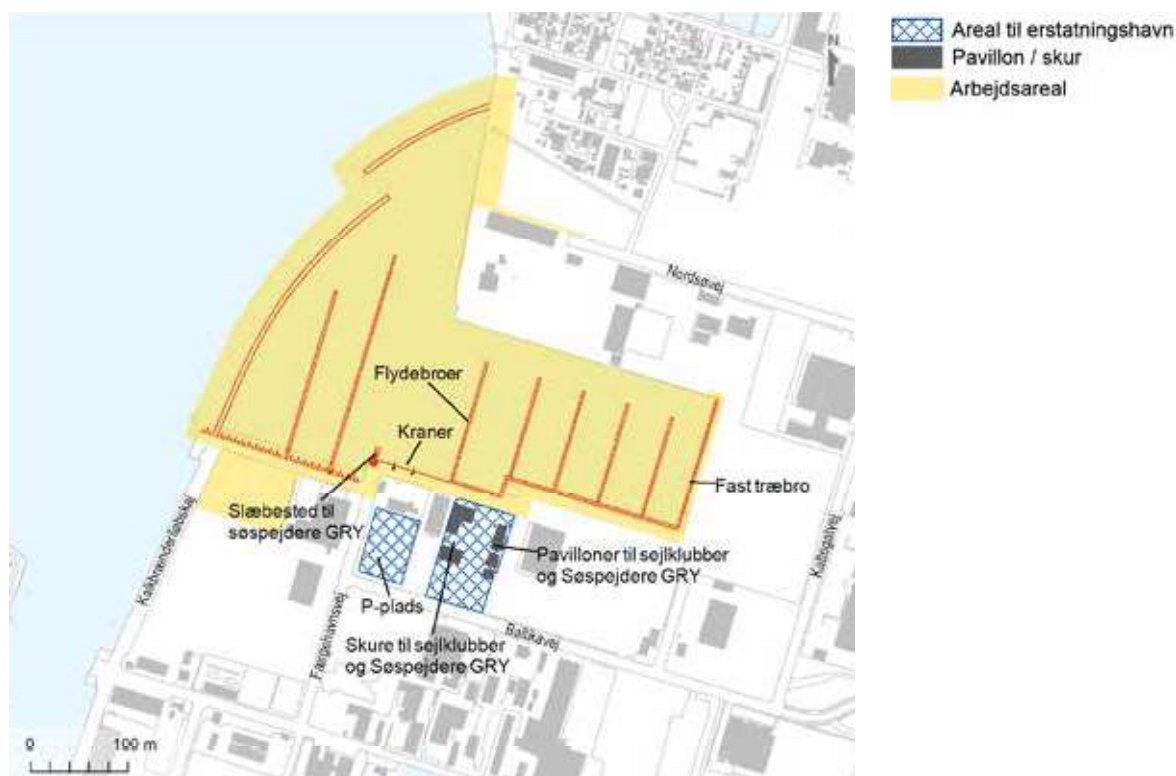 Areal til erstatningshavn
Pavillon / skur
Arbejdsareal
N
Nordsøvej
Flydebroer
Kraner
Fast træbro
Slæbested til
søspejdere GRY
Pavilloner til sejlklubber
og Søspejdere GRY
P-plads
Skure til sejlklubber
og Søspejdere GRY
Kalkbrænderiløbskaj
Færgehavnsvej
Baltikavej
Kattegatvej
0 100 m